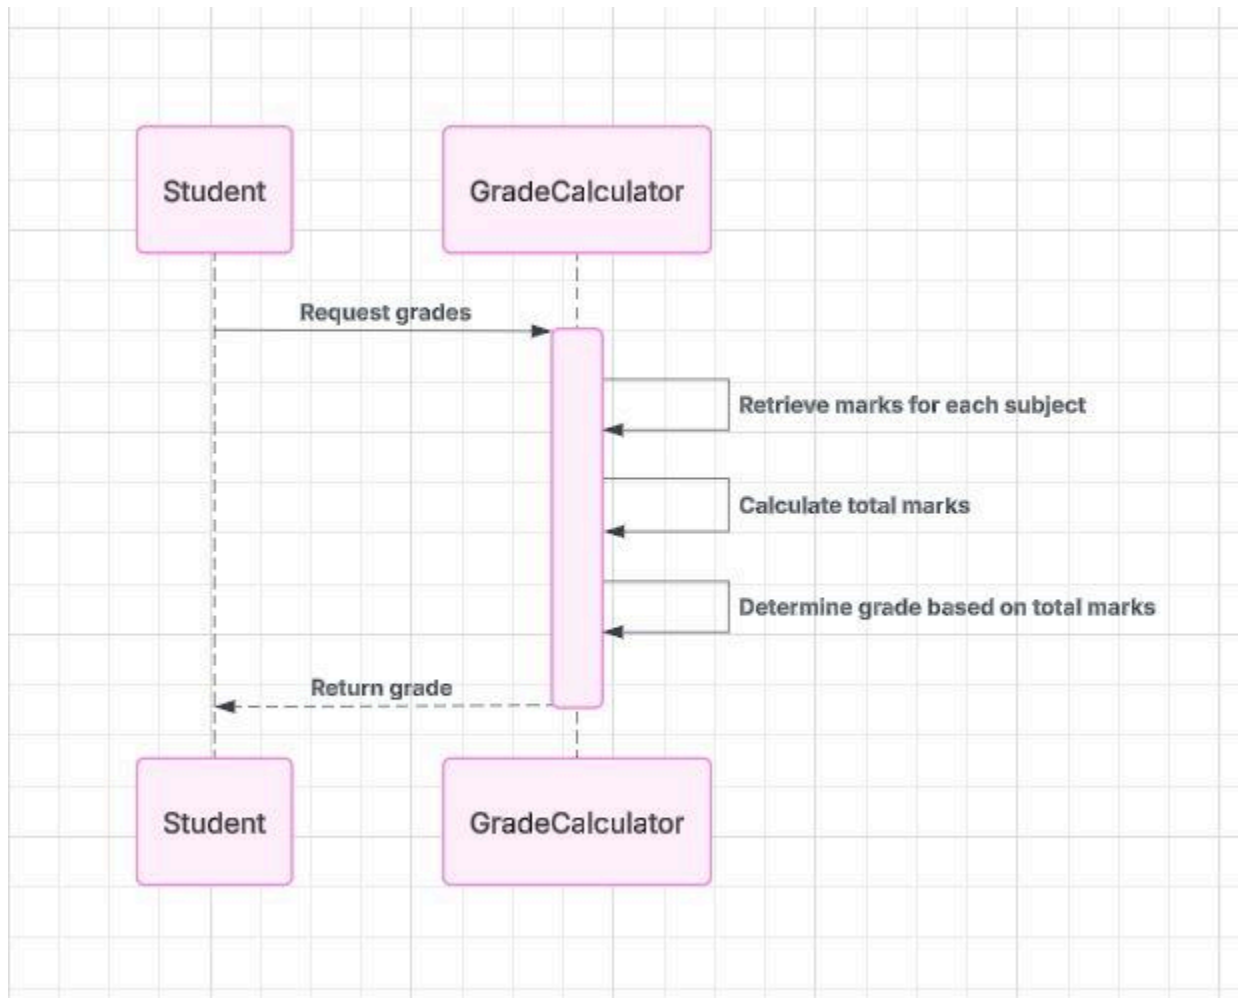 Student
GradeCalculator
Request grades
Retrieve marks for each subject
Calculate total marks
Determine grade based on total marks
Return grade
Student
GradeCalculator